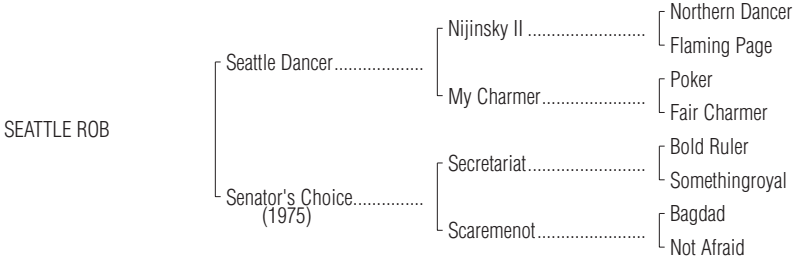 Northern Dancer
Nijinsky II ..........................
Flaming Page
Seattle Dancer...................
My Charmer......................
Poker
Fair Charmer
SEATTLE ROB
Bold Ruler
Secretariat.........................
Somethingroyal
Senator's Choice...............
(1975)
Bagdad
Scaremenot.......................
Not Afraid